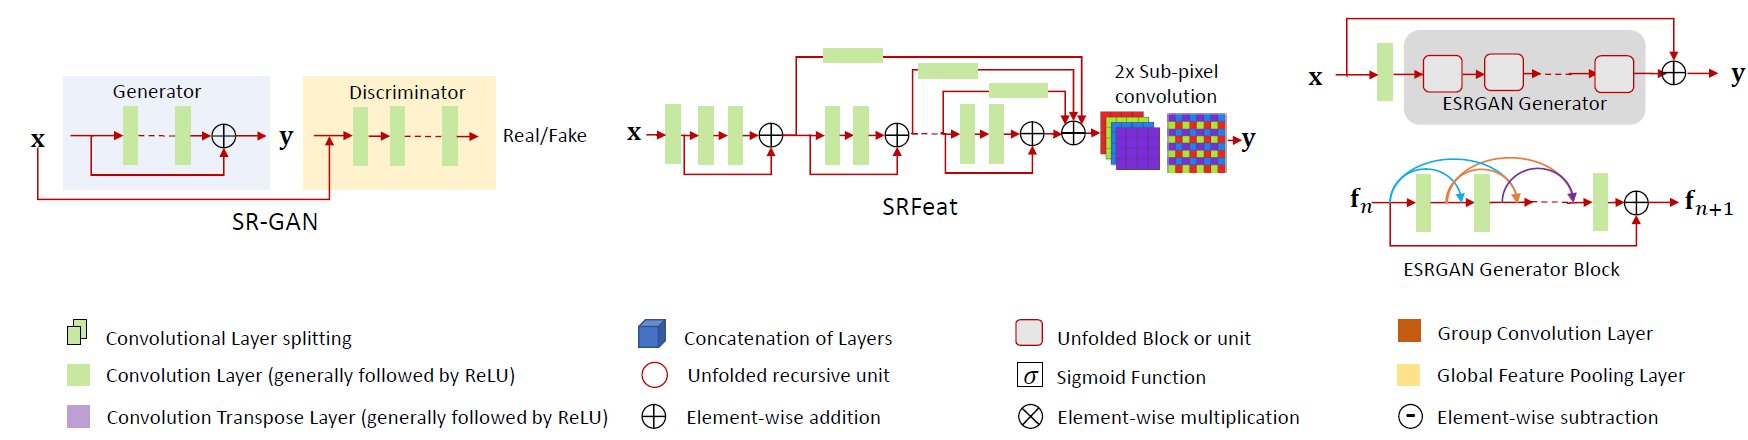 Generator
Discriminator
x
y
Real/Fake
SR-GAN
x
2x Sub-pixel
convolution
y
SRFeat
x
y
ESRGAN Generator
fn
fn+1
ESRGAN Generator Block
Convolutional Layer splitting
Concatenation of Layers
Unfolded Block or unit
Group Convolution Layer
Convolution Layer (generally followed by ReLU)
Unfolded recursive unit
σ Sigmoid Function
Global Feature Pooling Layer
Convolution Transpose Layer (generally followed by ReLU)
Element-wise addition
Element-wise multiplication
Element-wise subtraction